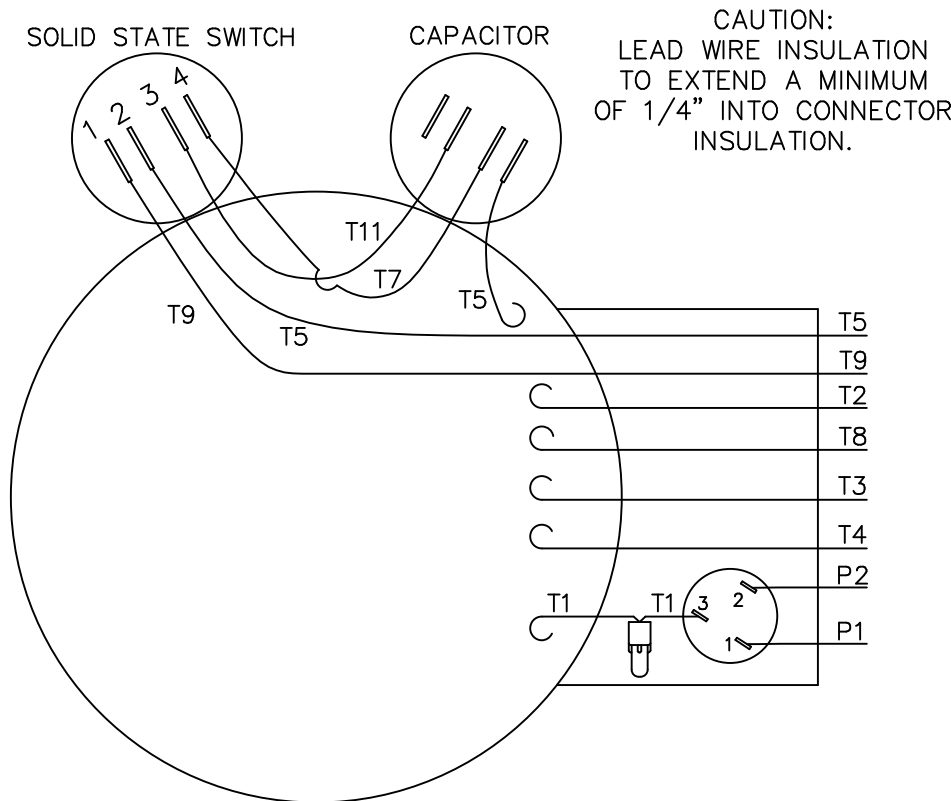 SOLID STATE SWITCH
CAPACITOR
CAUTION:
LEAD WIRE INSULATION
TO EXTEND A MINIMUM
OF 1/4" INTO CONNECTOR
INSULATION.
1
2
3
4
T11
T7
T5
T9
T5
T5
T9
T2
T8
T3
T4
P2
T1
T1
3
2
1
P1